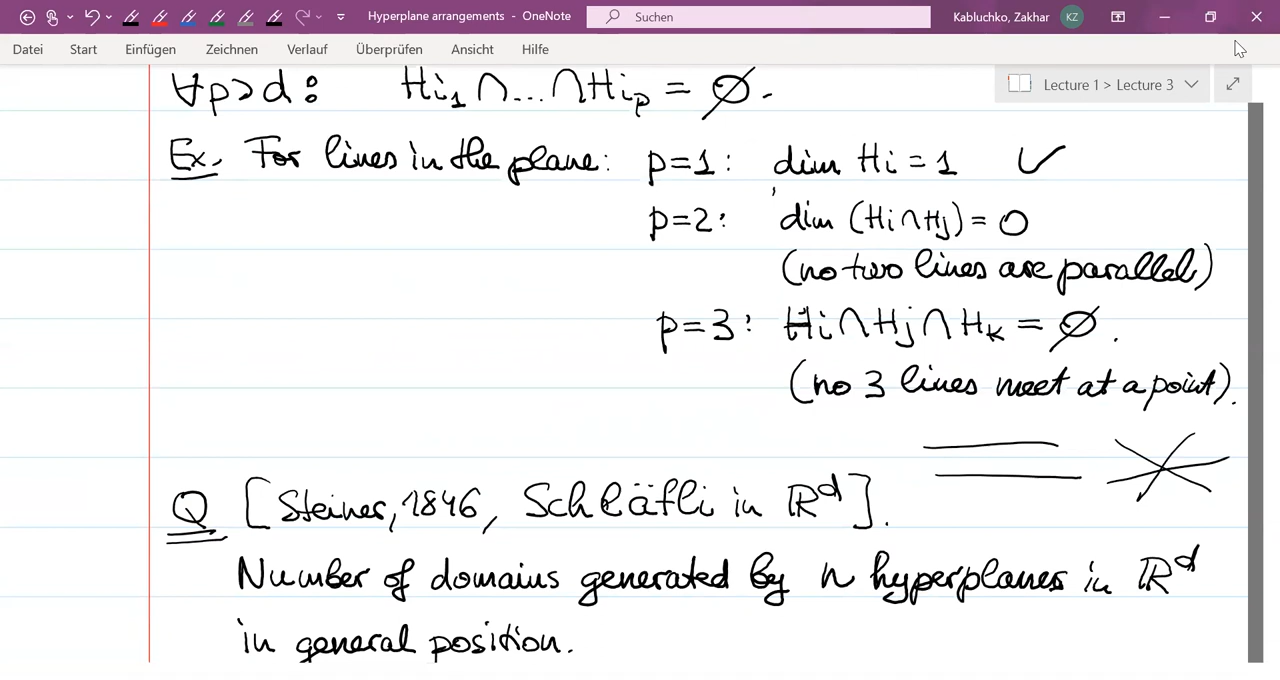 Hyperplane arrangements - OneNote
Suchen
Kabluchko, Zakhar KZ
Datei Start Einfügen Zeichnen Verlauf Überprüfen Ansicht Hilfe
Lecture 1 > Lecture 3
∀p>d: Hi₁ ∩ ... ∩ Hiₚ = ∅.
Ex. For lines in the plane: p=1: dim Hi = 1 ✓
p=2: dim (Hi ∩ Hj) = 0
(no two lines are parallel)
p=3: Hi ∩ Hj ∩ Hk = ∅.
(no 3 lines meet at a point).
Q [Steiner, 1846, Schläfli in ℝᵈ].
Number of domains generated by n hyperplanes in ℝᵈ
in general position.